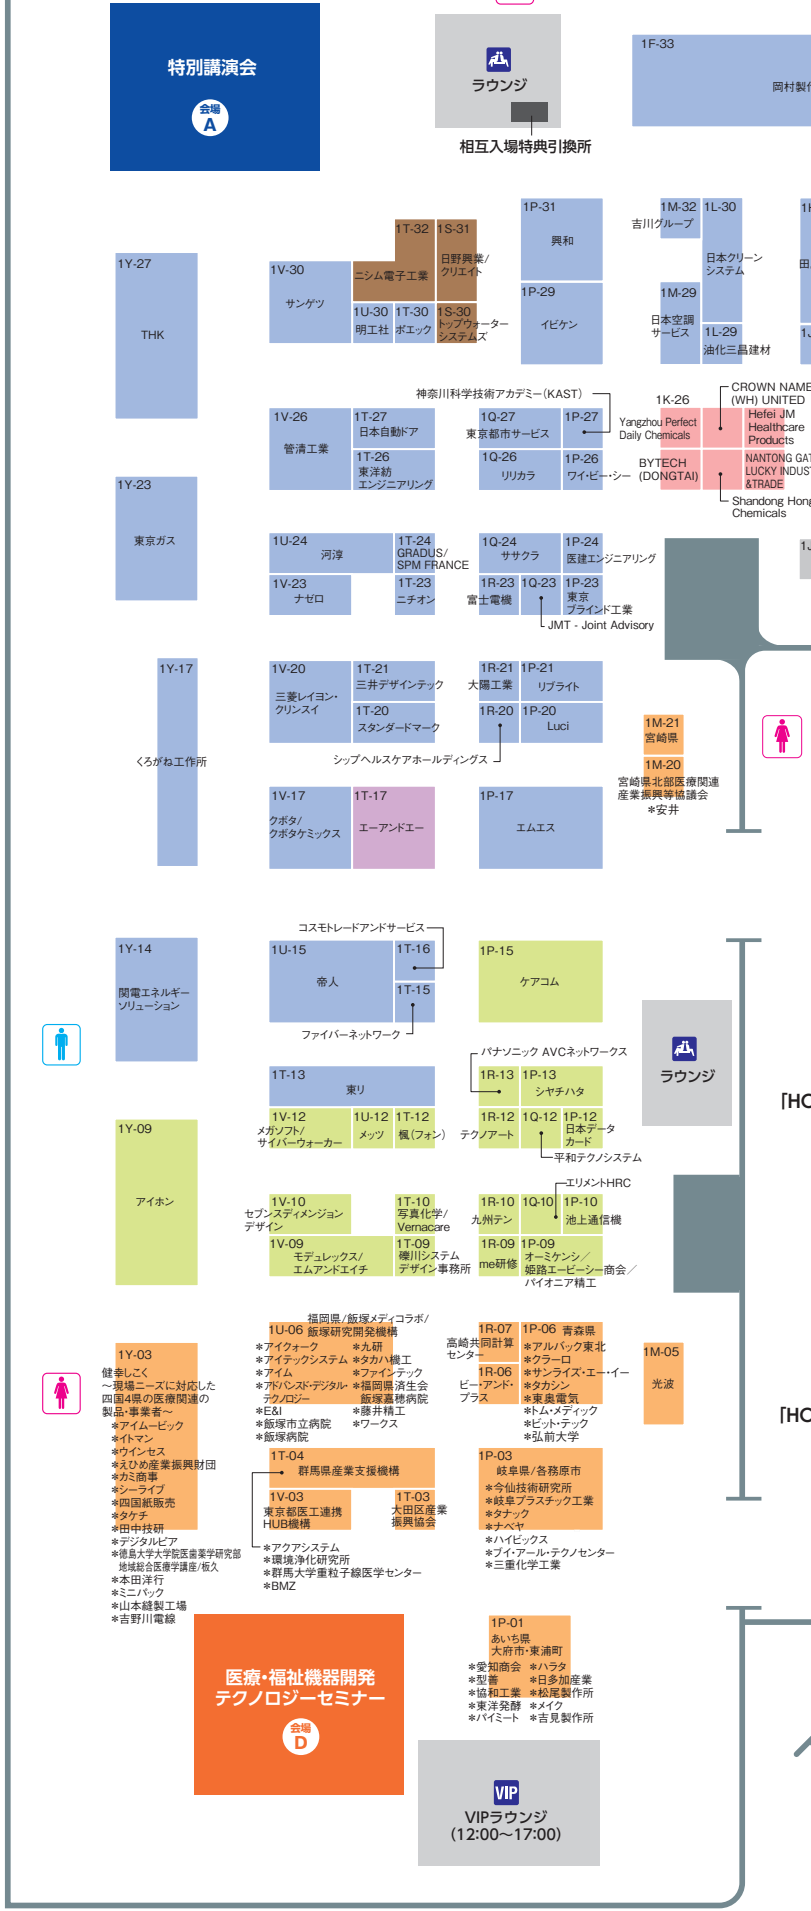 特別講演会
会場
A
ラウンジ
相互入場特典引換所
1F-33
岡村製
1Y-27
THK
1V-30
サンゲツ
1T-32
ニシム電子工業
1S-31
日野興業/
クリエイト
1U-30
明工社
1T-30
ポエック
1S-30
トップウォーター
システムズ
1P-31
興和
1P-29
イビケン
1M-32
吉川グループ
1L-30
日本クリーン
システム
1M-29
日本空調
サービス
1L-29
油化三昌建材
田
神奈川科学技術アカデミー(KAST)
1V-26
管清工業
1T-27
日本自動ドア
1T-26
東洋紡
エンジニアリング
1Q-27
東京都市サービス
1P-27
1Q-26
リリカラ
1P-26
ワイ・ビー・シー
1K-26
Yangzhou Perfect
Daily Chemicals
CROWN NAME
(WH) UNITED
Hefei JM
Healthcare
Products
BYTECH
(DONGTAI)
NANTONG GAT
LUCKY INDUST
&TRADE
Shandong Hong
Chemicals
1Y-23
東京ガス
1U-24
河淳
1T-24
GRADUS/
SPM FRANCE
1V-23
ナゼロ
1T-23
ニチオン
1Q-24
ササクラ
1P-24
医建エンジニアリング
1R-23
富士電機
1Q-23
1P-23
東京
ブラインド工業
JMT - Joint Advisory
1Y-17
くろがね工作所
1V-20
三菱レイヨン・
クリンスイ
1T-21
三井デザインテック
1T-20
スタンダードマーク
1R-21
大陽工業
1P-21
リブライト
1R-20
1P-20
Luci
シップヘルスケアホールディングス
1M-21
宮崎県
1M-20
宮崎県北部医療関連
産業振興等協議会
*安井
1V-17
クボタ/
クボタケミックス
1T-17
エーアンドエー
1P-17
エムエス
1Y-14
関電エネルギー
ソリューション
コスモトレードアンドサービス
1U-15
帝人
1T-16
1T-15
ファイバーネットワーク
1P-15
ケアコム
ラウンジ
パナソニック AVCネットワークス
1T-13
東リ
1R-13
1P-13
シヤチハタ
1Y-09
アイホン
1V-12
メガソフト/
サイバーウォーカー
1U-12
メッツ
1T-12
楓(フォン)
1R-12
テクノアート
1Q-12
1P-12
日本データ
カード
平和テクノシステム
「HO
エリメントHRC
1V-10
セブンスディメンジョン
デザイン
1T-10
写真化学/
Vernacare
1V-09
モデュレックス/
エムアンドエイチ
1T-09
礫川システム
デザイン事務所
1R-10
九州テン
1Q-10
1P-10
池上通信機
1R-09
me研修
1P-09
オーミケンシ/
姫路エービーシー商会/
パイオニア精工
1Y-03
健幸しこく
〜現場ニーズに対応した
四国4県の医療関連の
製品・事業者〜
*アイムービック
*イトマン
*ウインセス
*えひめ産業振興財団
*カミ商事
*シーライブ
*四国紙販売
*タケチ
*田中技研
*デジタルピア
*徳島大学大学院医歯薬学研究部
地域総合医療学講座/板久
*本田洋行
*ミニパック
*山本縫製工場
*吉野川電線
1U-06
福岡県/飯塚メディコラボ/
飯塚研究開発機構
*アイクォーク
*アイテックシステム
*アイム
*アドバンスド・デジタル・
テクノロジー
*E&I
*飯塚市立病院
*飯塚病院
*九研
*タカハ機工
*ファインテック
*福岡県済生会
飯塚嘉穂病院
*藤井精工
*ワークス
1R-07
高崎共同計算
センター
1R-06
ビー・アンド・
プラス
1P-06 青森県
*アルバック東北
*クラーロ
*サンライズ・エー・イー
*タカシン
*東奥電気
*トム・メディック
*ビット・テック
*弘前大学
1M-05
光波
「HO
1T-04
群馬県産業支援機構
1V-03
東京都医工連携
HUB機構
1T-03
大田区産業
振興協会
*アクアシステム
*環境浄化研究所
*群馬大学重粒子線医学センター
*BMZ
1P-03
岐阜県/各務原市
*今仙技術研究所
*岐阜プラスチック工業
*タナック
*ナベヤ
*ハイビックス
*ブイ・アール・テクノセンター
*三重化学工業
医療・福祉機器開発
テクノロジーセミナー
会場
D
1P-01
あいち県
大府市・東浦町
*愛知商会
*型善
*協和工業
*東洋発酵
*バイミート
*ハラタ
*日多加産業
*松尾製作所
*メイク
*吉見製作所
VIP
VIPラウンジ
(12:00〜17:00)